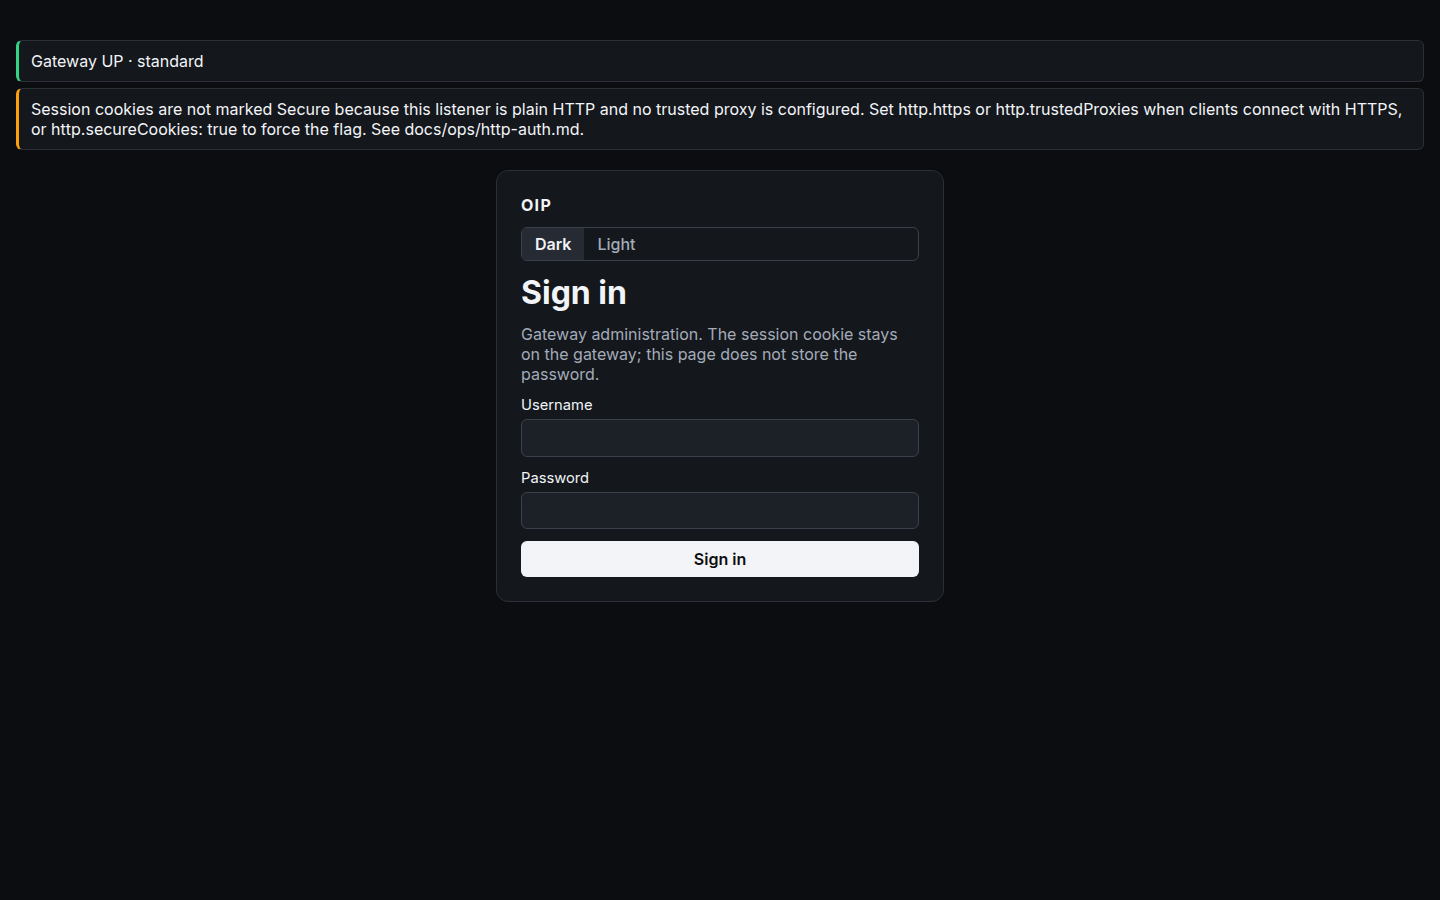 Gateway UP · standard
Session cookies are not marked Secure because this listener is plain HTTP and no trusted proxy is configured. Set http.https or http.trustedProxies when clients connect with HTTPS,
or http.secureCookies: true to force the flag. See docs/ops/http-auth.md.
OIP
Dark Light
Sign in
Gateway administration. The session cookie stays
on the gateway; this page does not store the
password.
Username
Password
Sign in